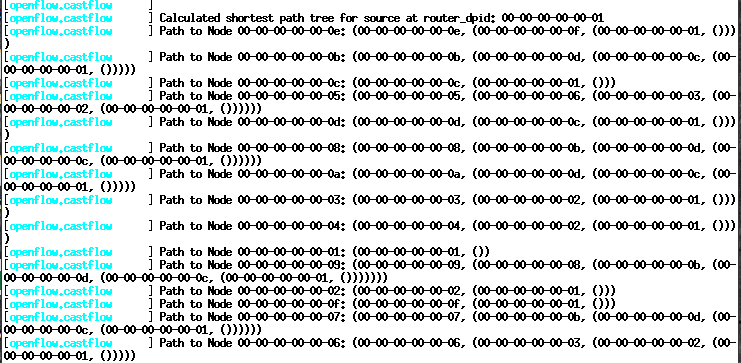 [openflow.castflow      ]
[openflow.castflow      ] Calculated shortest path tree for source at router_dpid: 00-00-00-00-00-01
[openflow.castflow      ] Path to Node 00-00-00-00-00-0e: (00-00-00-00-00-0e, (00-00-00-00-00-0f, (00-00-00-00-00-01, ()))
)
[openflow.castflow      ] Path to Node 00-00-00-00-00-0b: (00-00-00-00-00-0b, (00-00-00-00-00-0d, (00-00-00-00-00-0c, (00-
00-00-00-00-01, ()))))
[openflow.castflow      ] Path to Node 00-00-00-00-00-0c: (00-00-00-00-00-0c, (00-00-00-00-00-01, ()))
[openflow.castflow      ] Path to Node 00-00-00-00-00-05: (00-00-00-00-00-05, (00-00-00-00-00-06, (00-00-00-00-00-03, (00-
00-00-00-00-02, (00-00-00-00-00-01, ())))))
[openflow.castflow      ] Path to Node 00-00-00-00-00-0d: (00-00-00-00-00-0d, (00-00-00-00-00-0c, (00-00-00-00-00-01, ()))
)
[openflow.castflow      ] Path to Node 00-00-00-00-00-08: (00-00-00-00-00-08, (00-00-00-00-00-0b, (00-00-00-00-00-0d, (00-
00-00-00-00-0c, (00-00-00-00-00-01, ())))))
[openflow.castflow      ] Path to Node 00-00-00-00-00-0a: (00-00-00-00-00-0a, (00-00-00-00-00-0d, (00-00-00-00-00-0c, (00-
00-00-00-00-01, ()))))
[openflow.castflow      ] Path to Node 00-00-00-00-00-03: (00-00-00-00-00-03, (00-00-00-00-00-02, (00-00-00-00-00-01, ()))
)
[openflow.castflow      ] Path to Node 00-00-00-00-00-04: (00-00-00-00-00-04, (00-00-00-00-00-02, (00-00-00-00-00-01, ()))
)
[openflow.castflow      ] Path to Node 00-00-00-00-00-01: (00-00-00-00-00-01, ())
[openflow.castflow      ] Path to Node 00-00-00-00-00-09: (00-00-00-00-00-09, (00-00-00-00-00-08, (00-00-00-00-00-0b, (00-
00-00-00-00-0d, (00-00-00-00-00-0c, (00-00-00-00-00-01, ()))))))
[openflow.castflow      ] Path to Node 00-00-00-00-00-02: (00-00-00-00-00-02, (00-00-00-00-00-01, ()))
[openflow.castflow      ] Path to Node 00-00-00-00-00-0f: (00-00-00-00-00-0f, (00-00-00-00-00-01, ()))
[openflow.castflow      ] Path to Node 00-00-00-00-00-07: (00-00-00-00-00-07, (00-00-00-00-00-0b, (00-00-00-00-00-0d, (00-
00-00-00-00-0c, (00-00-00-00-00-01, ())))))
[openflow.castflow      ] Path to Node 00-00-00-00-00-06: (00-00-00-00-00-06, (00-00-00-00-00-03, (00-00-00-00-00-02, (00-
00-00-00-00-01, ()))))